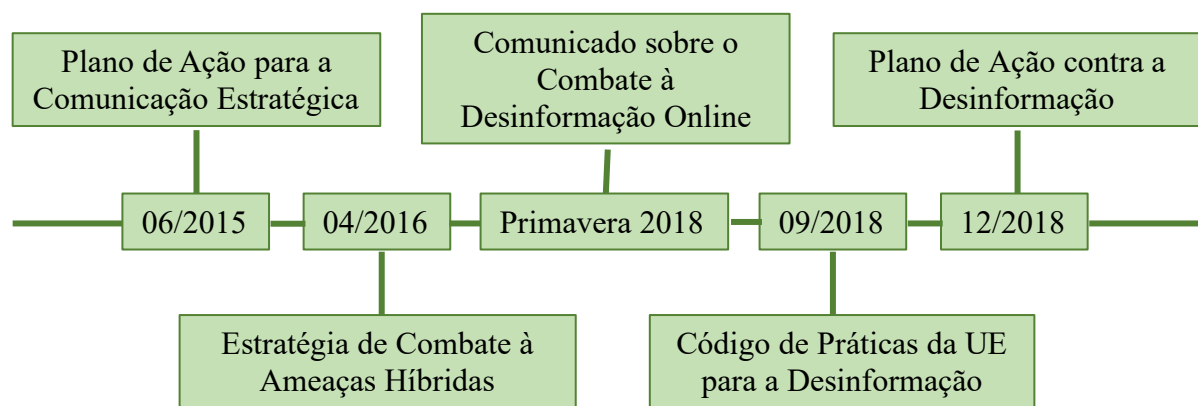 Plano de Ação para a
Comunicação Estratégica
Comunicado sobre o
Combate à
Desinformação Online
Plano de Ação contra a
Desinformação
06/2015
04/2016
Primavera 2018
09/2018
12/2018
Estratégia de Combate à
Ameaças Híbridas
Código de Práticas da UE
para a Desinformação